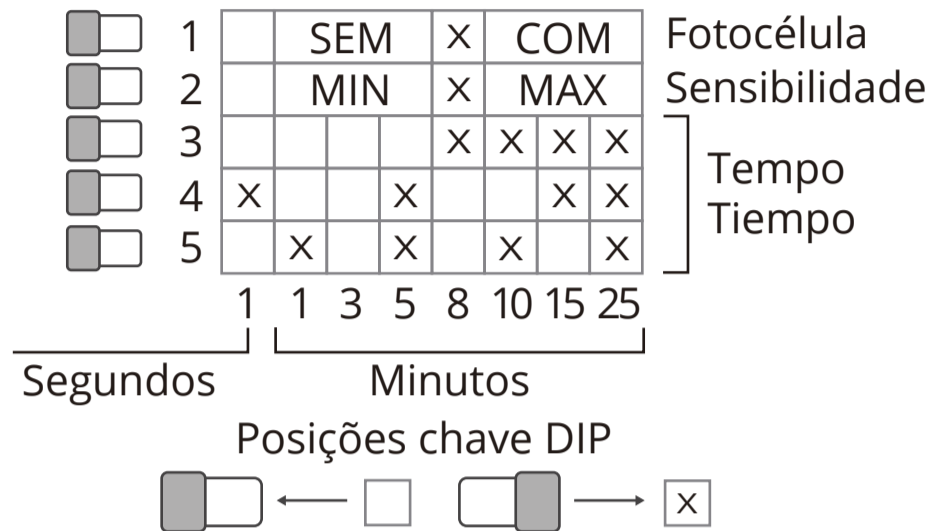 1 SEM X COM Fotocélula
2 MIN X MAX Sensibilidade
3 X X X X
Tempo
4 X X X X
Tiempo
5 X X X X
1 1 3 5 8 10 15 25
Segundos Minutos
Posições chave DIP
X